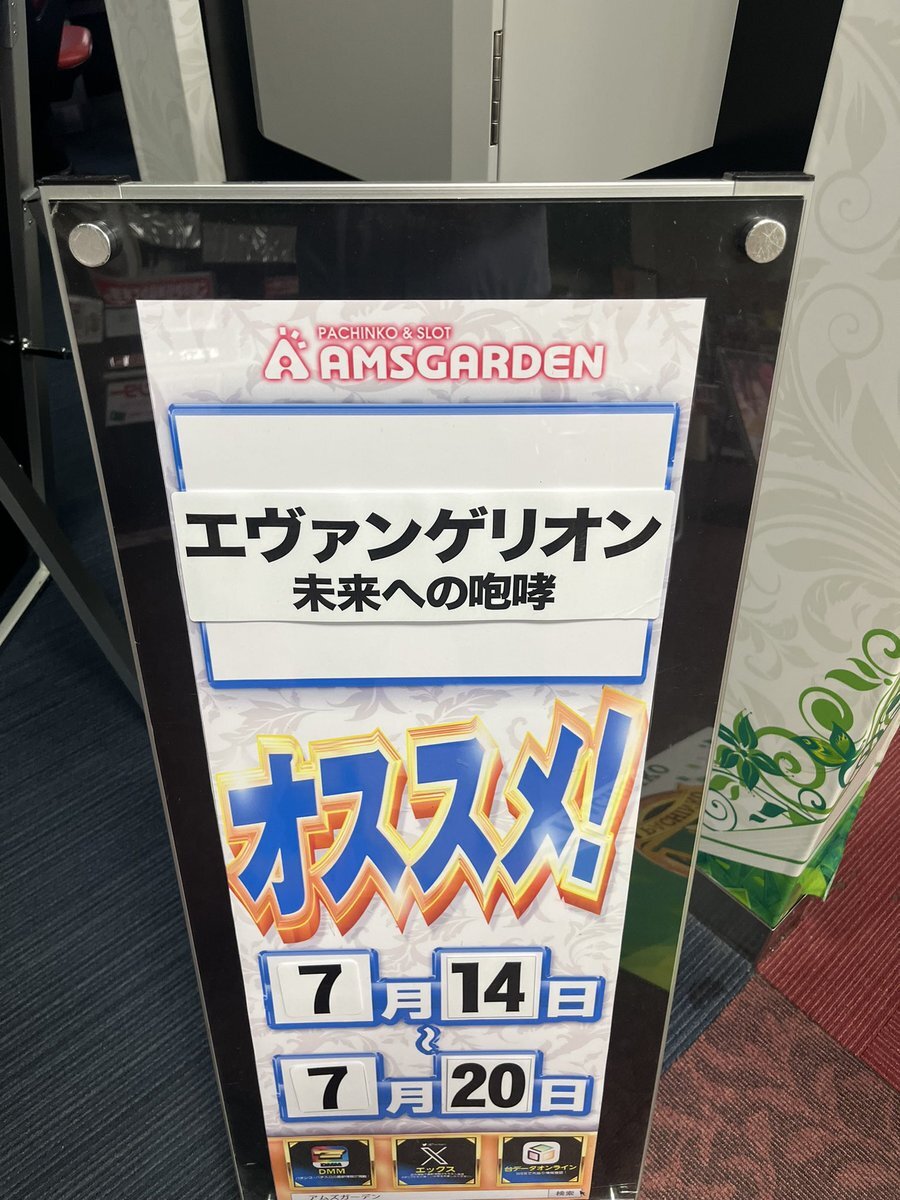 PACHINKO & SLOT
AMSGARDEN
エヴァンゲリオン
未来への咆哮
オススメ!
7月14日
~
7月20日
DMM
エックス
台データオンライン
アムズガーデン
検索